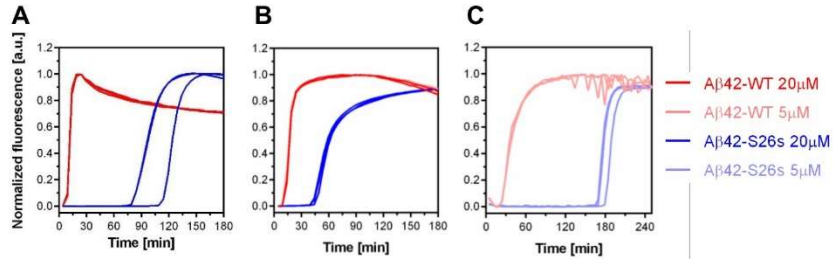 A
B
C
Normalized fluorescence [a.u.]
1.2
1.0
0.8
0.6
0.4
0.2
0.0
0 30 60 90 120 150 180
Time [min]
1.2
1.0
0.8
0.6
0.4
0.2
0.0
0 30 60 90 120 150 180
Time [min]
1.2
1.0
0.8
0.6
0.4
0.2
0.0
0 60 120 180 240
Time [min]
Aβ42-WT 20μM
Aβ42-WT 5μM
Aβ42-S26s 20μM
Aβ42-S26s 5μM